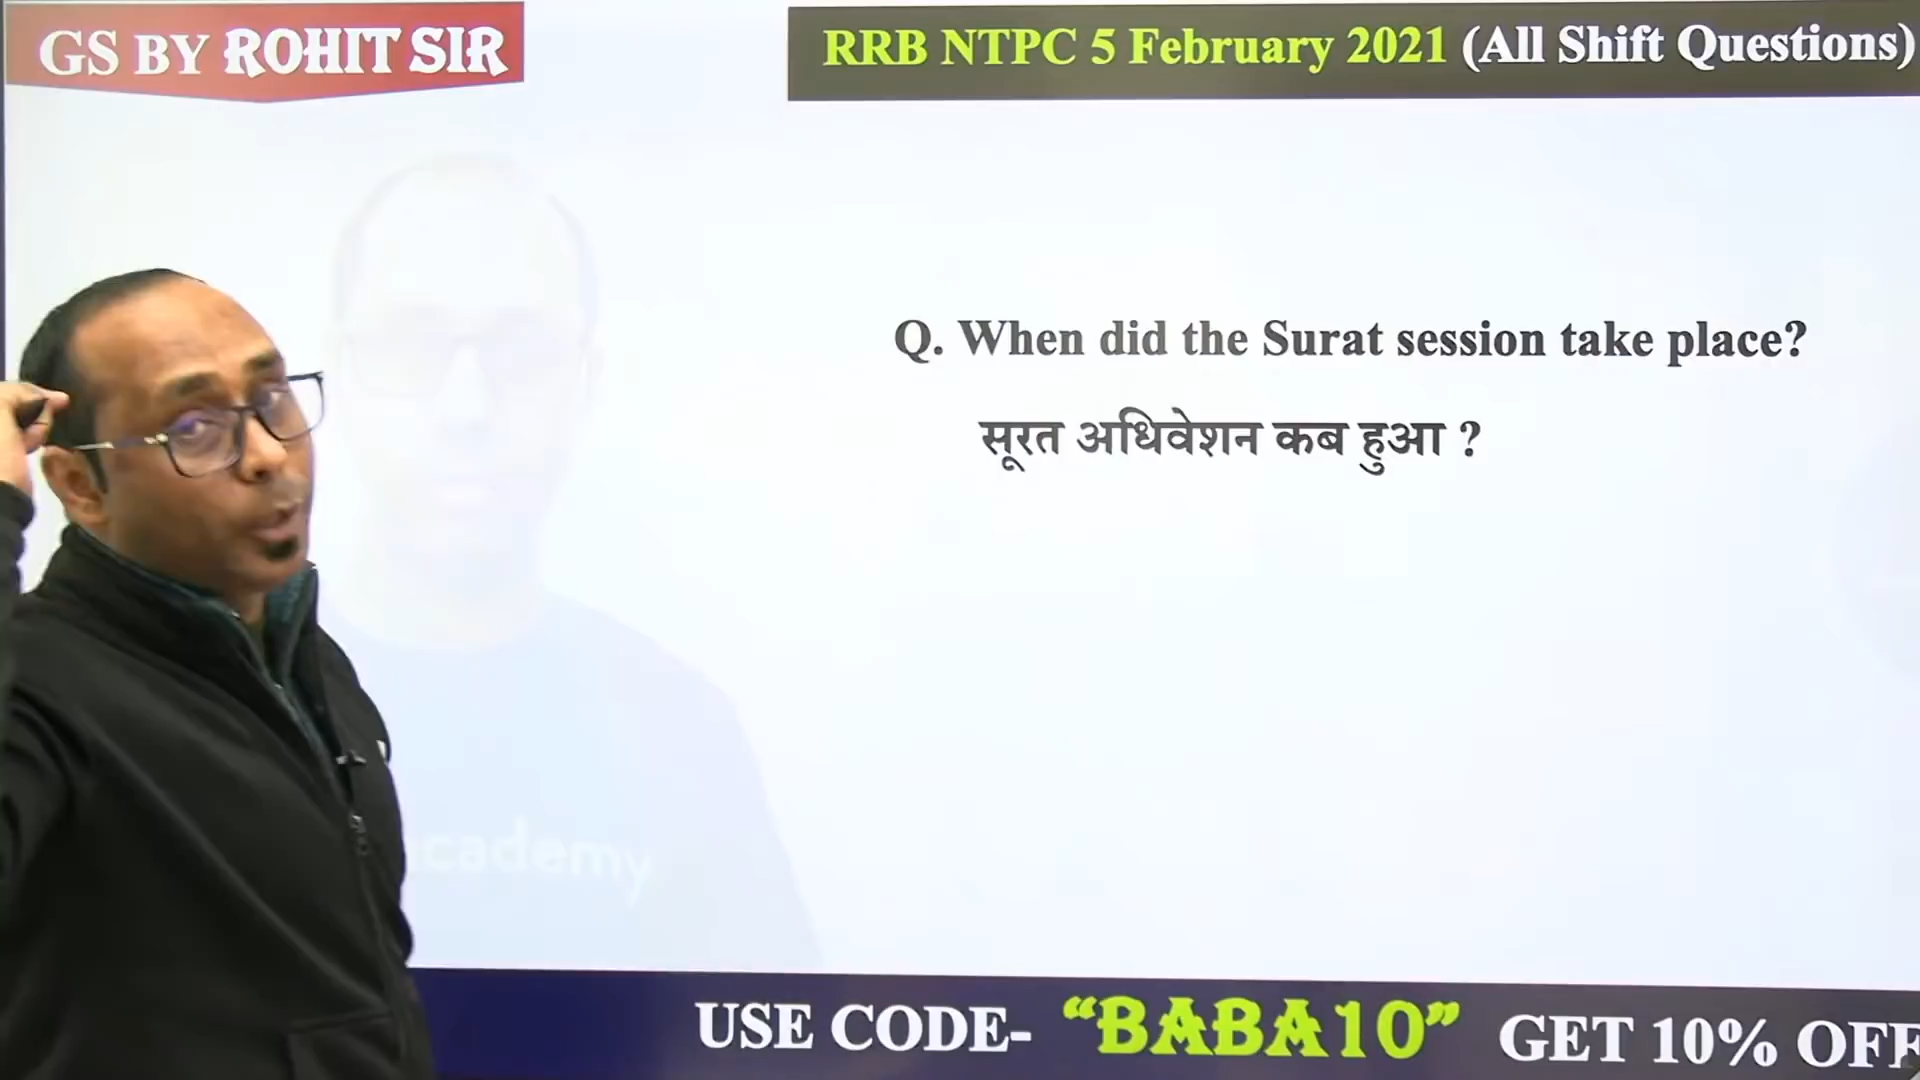 GS BY ROHIT SIR
RRB NTPC 5 February 2021 (All Shift Questions)
Q. When did the Surat session take place?
सूरत अधिवेशन कब हुआ ?
cademy
USE CODE- “BABA10” GET 10% OFF